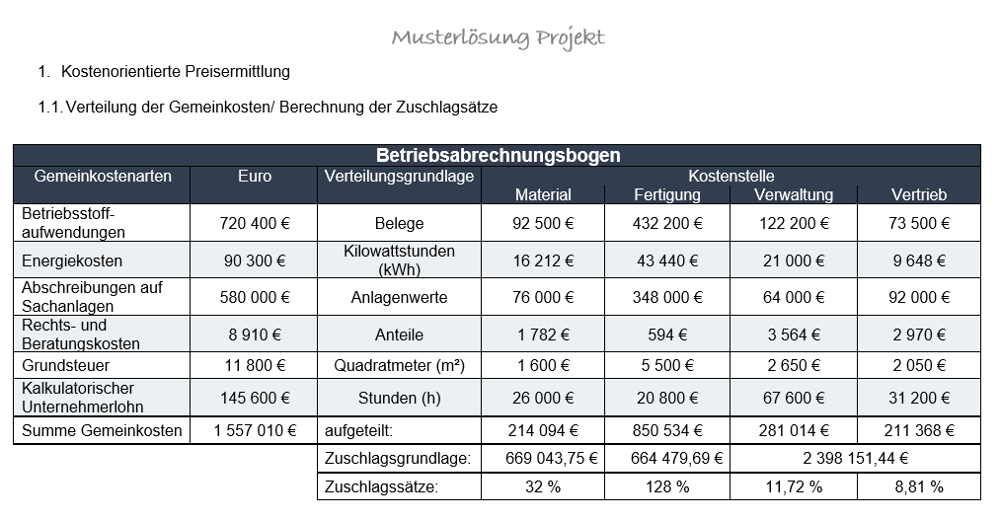 Musterlösung Projekt
1. Kostenorientierte Preisermittlung
1.1. Verteilung der Gemeinkosten/ Berechnung der Zuschlagsätze
Betriebsabrechnungsbogen
Gemeinkostenarten Euro Verteilungsgrundlage Kostenstelle
Material Fertigung Verwaltung Vertrieb
Betriebsstoff-
aufwendungen 720 400 € Belege 92 500 € 432 200 € 122 200 € 73 500 €
Energiekosten 90 300 € Kilowattstunden
(kWh) 16 212 € 43 440 € 21 000 € 9 648 €
Abschreibungen auf
Sachanlagen 580 000 € Anlagenwerte 76 000 € 348 000 € 64 000 € 92 000 €
Rechts- und
Beratungskosten 8 910 € Anteile 1 782 € 594 € 3 564 € 2 970 €
Grundsteuer 11 800 € Quadratmeter (m²) 1 600 € 5 500 € 2 650 € 2 050 €
Kalkulatorischer
Unternehmerlohn 145 600 € Stunden (h) 26 000 € 20 800 € 67 600 € 31 200 €
Summe Gemeinkosten 1 557 010 € aufgeteilt: 214 094 € 850 534 € 281 014 € 211 368 €
Zuschlagsgrundlage: 669 043,75 € 664 479,69 € 2 398 151,44 €
Zuschlagssätze: 32 % 128 % 11,72 % 8,81 %